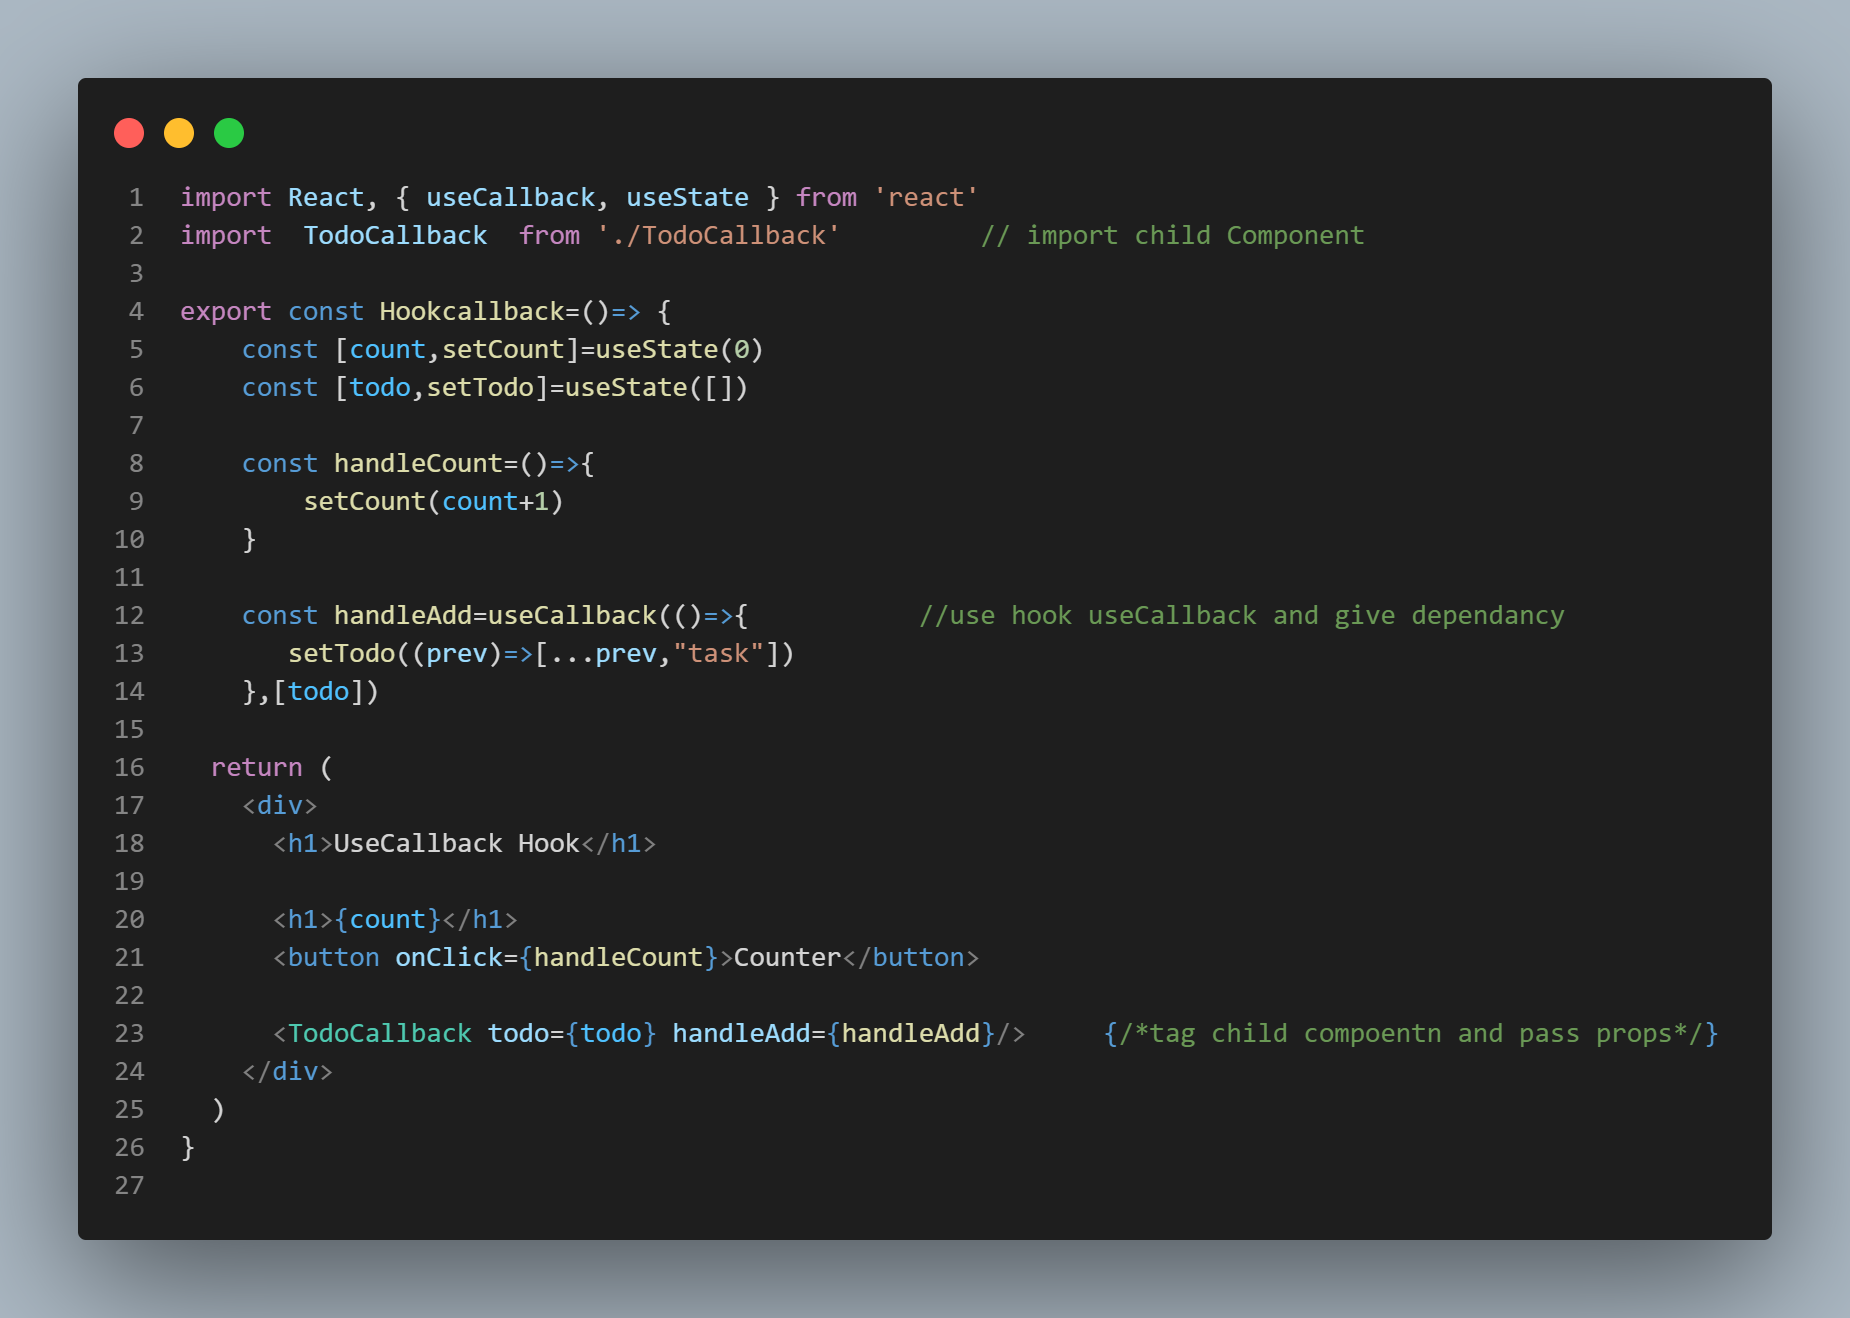 1 import React, { useCallback, useState } from 'react'
2 import  TodoCallback  from './TodoCallback'         // import child Component
3
4 export const Hookcallback=()=> {
5     const [count,setCount]=useState(0)
6     const [todo,setTodo]=useState([])
7
8     const handleCount=()=>{
9         setCount(count+1)
10     }
11
12     const handleAdd=useCallback(()=>{           //use hook useCallback and give dependancy
13        setTodo((prev)=>[...prev,"task"])
14     },[todo])
15
16   return (
17     <div>
18       <h1>UseCallback Hook</h1>
19
20       <h1>{count}</h1>
21       <button onClick={handleCount}>Counter</button>
22
23       <TodoCallback todo={todo} handleAdd={handleAdd}/>     {/*tag child compoentn and pass props*/}
24     </div>
25   )
26 }
27